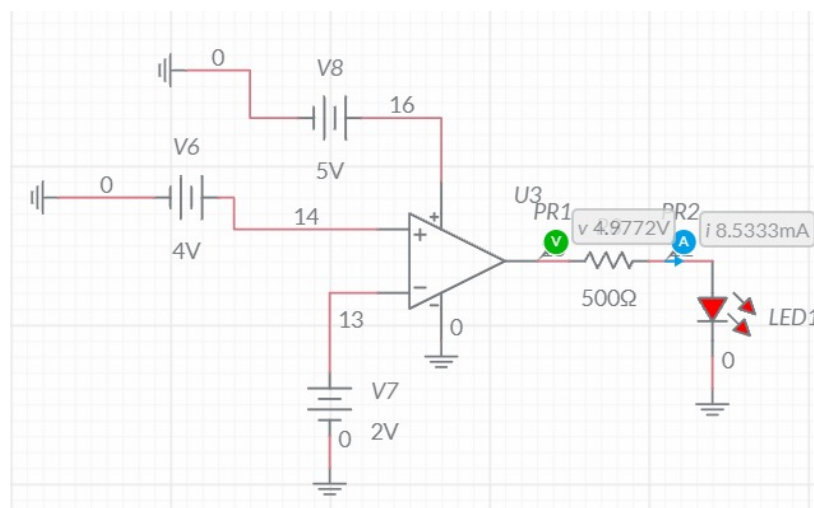 0
V8
16
5V
V6
0
14
4V
U3
PR1
PR2
v 4.9772V
i 8.5333mA
V
A
+
+
−
−
500Ω
13
0
LED1
0
V7
2V
0